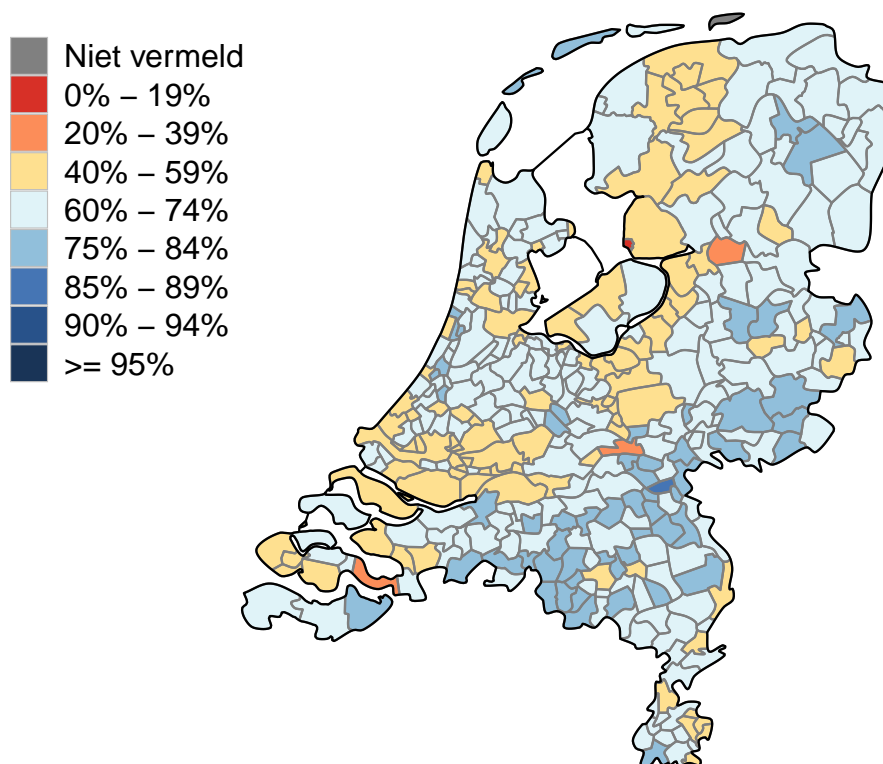 Niet vermeld
0% – 19%
20% – 39%
40% – 59%
60% – 74%
75% – 84%
85% – 89%
90% – 94%
>= 95%